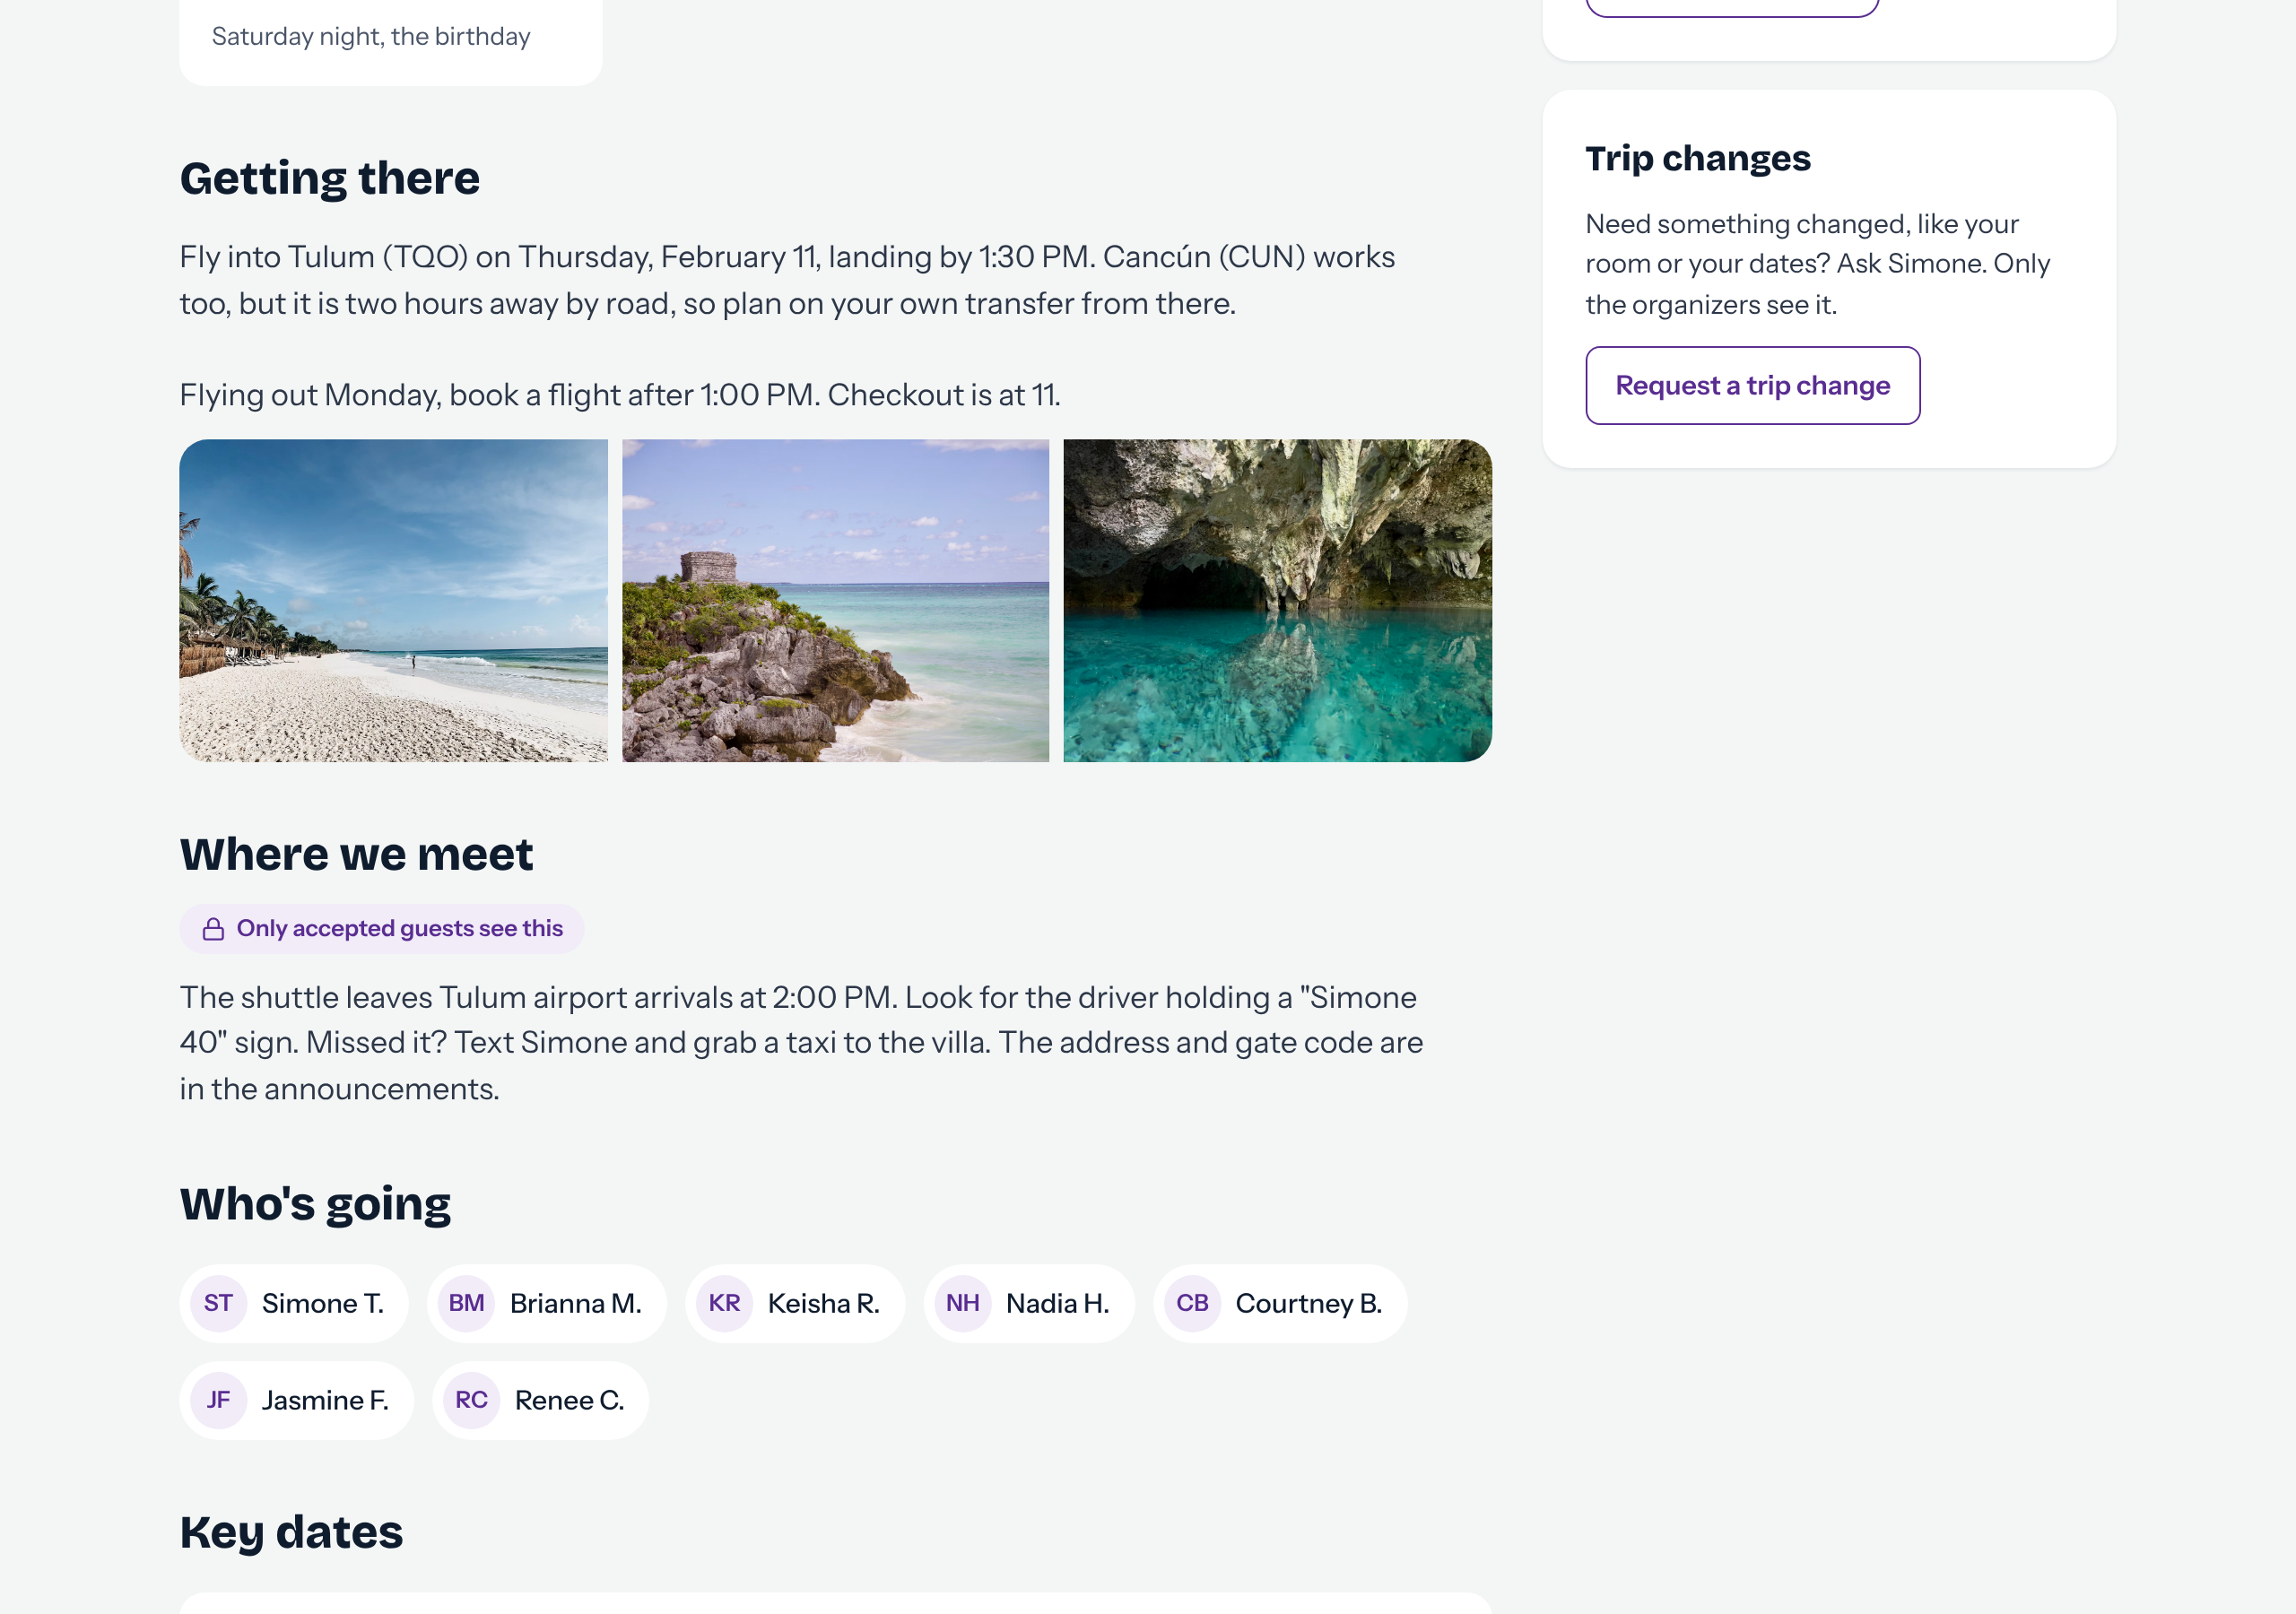 Saturday night, the birthday
Getting there
Fly into Tulum (TQO) on Thursday, February 11, landing by 1:30 PM. Cancún (CUN) works
too, but it is two hours away by road, so plan on your own transfer from there.
Flying out Monday, book a flight after 1:00 PM. Checkout is at 11.
Where we meet
Only accepted guests see this
The shuttle leaves Tulum airport arrivals at 2:00 PM. Look for the driver holding a "Simone
40" sign. Missed it? Text Simone and grab a taxi to the villa. The address and gate code are
in the announcements.
Who's going
ST Simone T.
BM Brianna M.
KR Keisha R.
NH Nadia H.
CB Courtney B.
JF Jasmine F.
RC Renee C.
Key dates
Trip changes
Need something changed, like your
room or your dates? Ask Simone. Only
the organizers see it.
Request a trip change